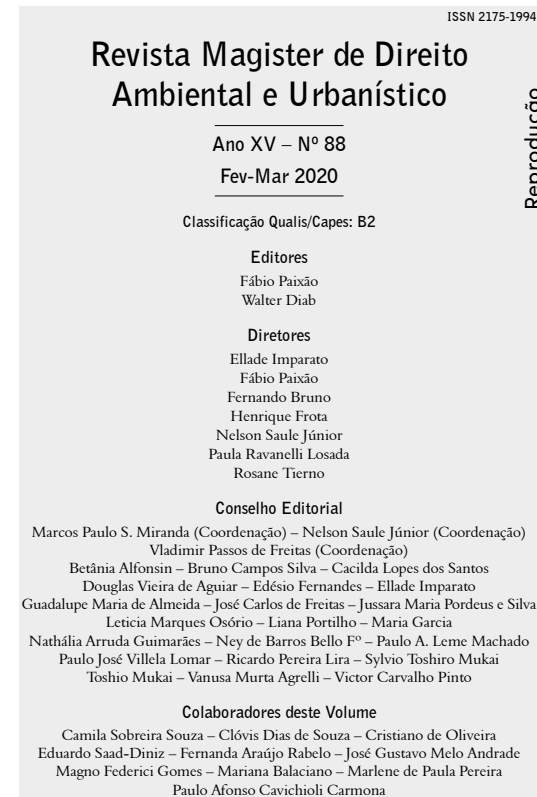 ISSN 2175-1994
Revista Magister de Direito
Ambiental e Urbanístico
Reprodução
Ano XV – Nº 88
Fev-Mar 2020
Classificação Qualis/Capes: B2
Editores
Fábio Paixão
Walter Diab
Diretores
Ellade Imparato
Fábio Paixão
Fernando Bruno
Henrique Frota
Nelson Saule Júnior
Paula Ravanelli Losada
Rosane Tierno
Conselho Editorial
Marcos Paulo S. Miranda (Coordenação) – Nelson Saule Júnior (Coordenação)
Vladimir Passos de Freitas (Coordenação)
Betânia Alfonsin – Bruno Campos Silva – Cacilda Lopes dos Santos
Douglas Vieira de Aguiar – Edésio Fernandes – Ellade Imparato
Guadalupe Maria de Almeida – José Carlos de Freitas – Jussara Maria Pordeus e Silva
Leticia Marques Osório – Liana Portilho – Maria Garcia
Nathália Arruda Guimarães – Ney de Barros Bello Fº – Paulo A. Leme Machado
Paulo José Villela Lomar – Ricardo Pereira Lira – Sylvio Toshiro Mukai
Toshio Mukai – Vanusa Murta Agrelli – Victor Carvalho Pinto
Colaboradores deste Volume
Camila Sobreira Souza – Clóvis Dias de Souza – Cristiano de Oliveira
Eduardo Saad-Diniz – Fernanda Araújo Rabelo – José Gustavo Melo Andrade
Magno Federici Gomes – Mariana Balaciano – Marlene de Paula Pereira
Paulo Afonso Cavichioli Carmona